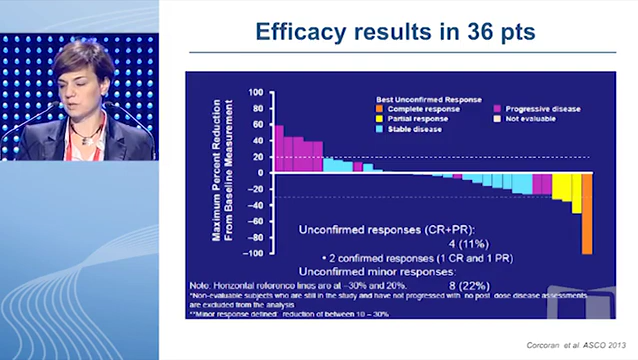 Efficacy results in 36 pts
Maximum Percent Reduction
From Baseline Measurement
100
80
60
40
20
0
−20
−40
−60
−80
−100
Best Unconfirmed Response
Complete response
Partial response
Stable disease
Progressive disease
Not evaluable
Unconfirmed responses (CR+PR):
4 (11%)
• 2 confirmed responses (1 CR and 1 PR)
Unconfirmed minor responses:
8 (22%)
Note: Horizontal reference lines are at −30% and 20%.
*Non-evaluable subjects who are still in the study and have not progressed with no post dose disease assessments
are excluded from the analysis
**Minor response defined: reduction of between 10 – 30%
Corcoran et al ASCO 2013